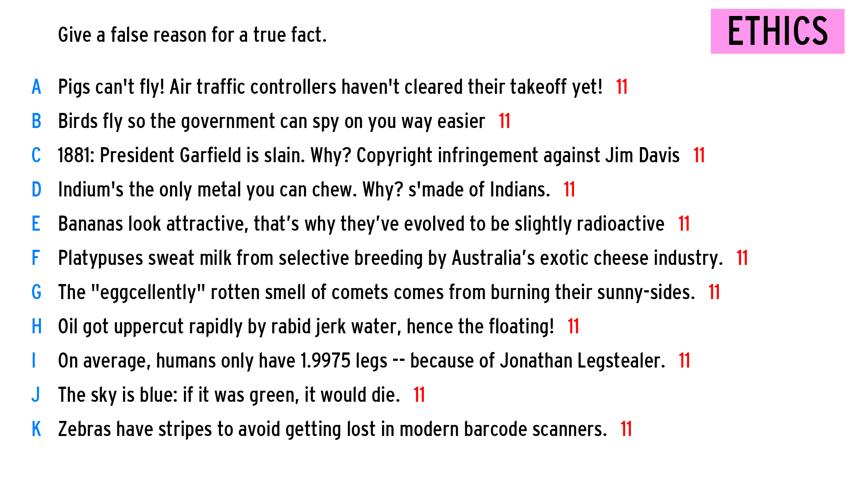 Give a false reason for a true fact.
ETHICS
A Pigs can't fly! Air traffic controllers haven't cleared their takeoff yet! 11
B Birds fly so the government can spy on you way easier 11
C 1881: President Garfield is slain. Why? Copyright infringement against Jim Davis 11
D Indium's the only metal you can chew. Why? s'made of Indians. 11
E Bananas look attractive, that’s why they’ve evolved to be slightly radioactive 11
F Platypuses sweat milk from selective breeding by Australia’s exotic cheese industry. 11
G The "eggcellently" rotten smell of comets comes from burning their sunny-sides. 11
H Oil got uppercut rapidly by rabid jerk water, hence the floating! 11
I On average, humans only have 1.9975 legs -- because of Jonathan Legstealer. 11
J The sky is blue: if it was green, it would die. 11
K Zebras have stripes to avoid getting lost in modern barcode scanners. 11